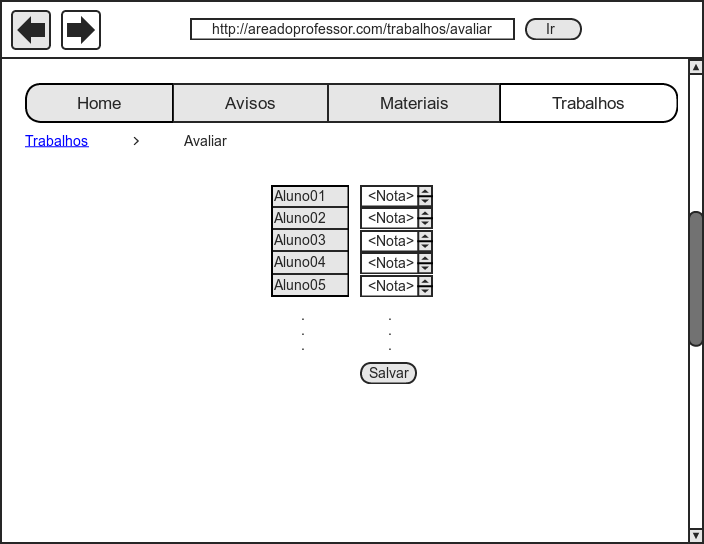 http://areadoprofessor.com/trabalhos/avaliar Ir
Home Avisos Materiais Trabalhos
Trabalhos > Avaliar
Aluno01 <Nota>
Aluno02 <Nota>
Aluno03 <Nota>
Aluno04 <Nota>
Aluno05 <Nota>
. .
. .
. .
Salvar